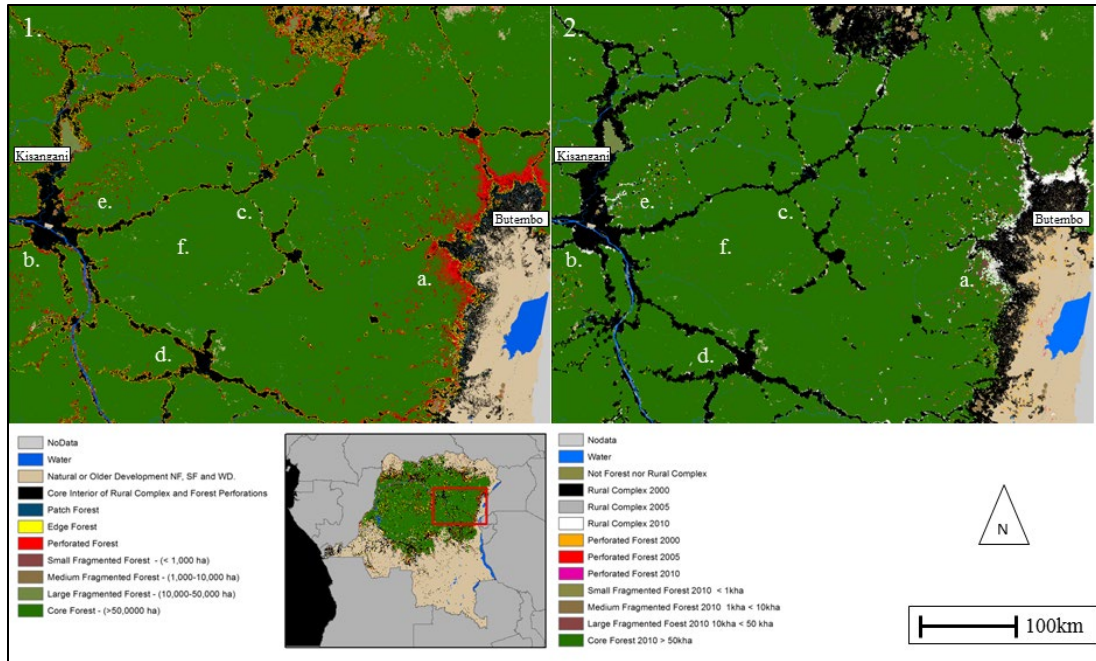 1.
Kisangani
e.
c.
Butembo
f.
b.
a.
d.
2.
Kisangani
e.
c.
Butembo
f.
b.
a.
d.
NoData
Water
Natural or Older Development NF, SF and WD.
Core Interior of Rural Complex and Forest Perforations
Patch Forest
Edge Forest
Perforated Forest
Small Fragmented Forest - (< 1,000 ha)
Medium Fragmented Forest - (1,000-10,000 ha)
Large Fragmented Forest - (10,000-50,000 ha)
Core Forest - (>50,0000 ha)
Nodata
Water
Not Forest nor Rural Complex
Rural Complex 2000
Rural Complex 2005
Rural Complex 2010
Perforated Forest 2000
Perforated Forest 2005
Perforated Forest 2010
Small Fragmented Forest 2010 < 1kha
Medium Fragmented Forest 2010 1kha < 10kha
Large Fragmented Foest 2010 10kha < 50 kha
Core Forest 2010 > 50kha
N
100km